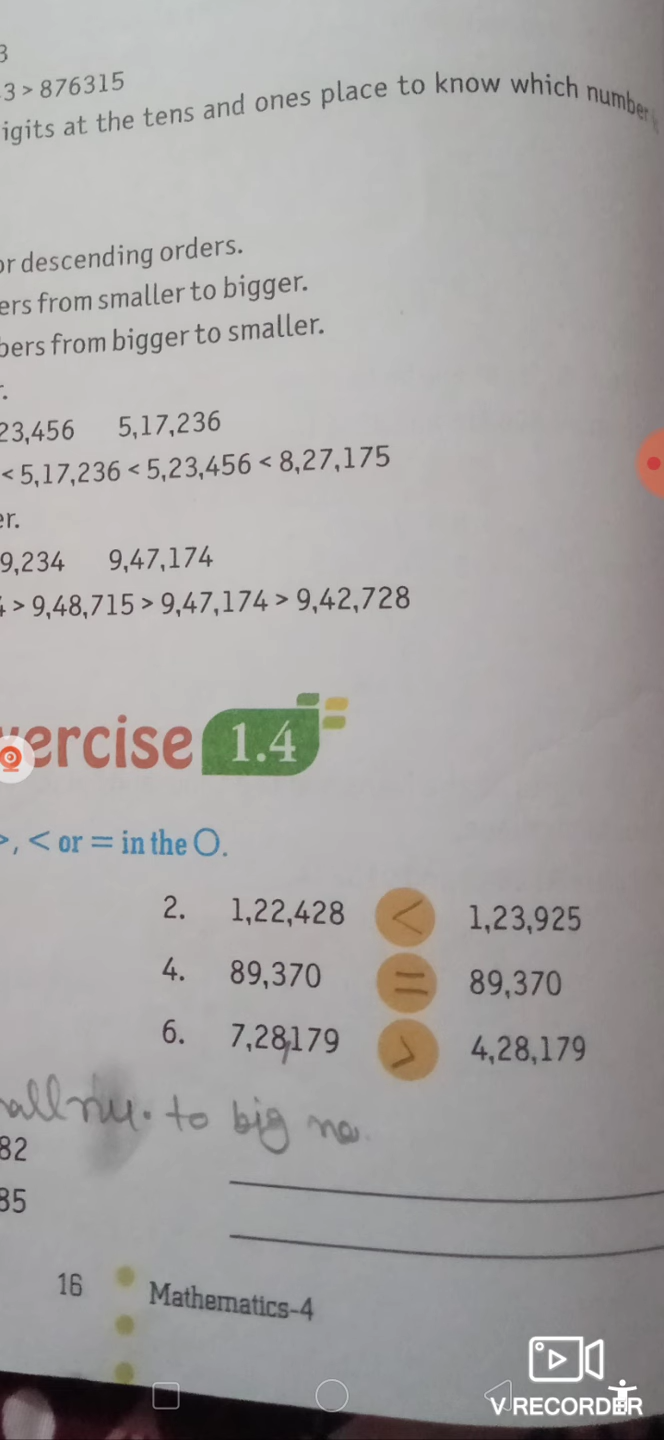 3
3 > 876315
igits at the tens and ones place to know which number
or descending orders.
ers from smaller to bigger.
bers from bigger to smaller.
r.
23,456 5,17,236
< 5,17,236 < 5,23,456 < 8,27,175
er.
9,234 9,47,174
4 > 9,48,715 > 9,47,174 > 9,42,728
ercise 1.4
>, < or = in the O.
2. 1,22,428 < 1,23,925
4. 89,370 = 89,370
6. 7,28,179 > 4,28,179
to big no.
82
85
16 Mathematics-4
V RECORDER